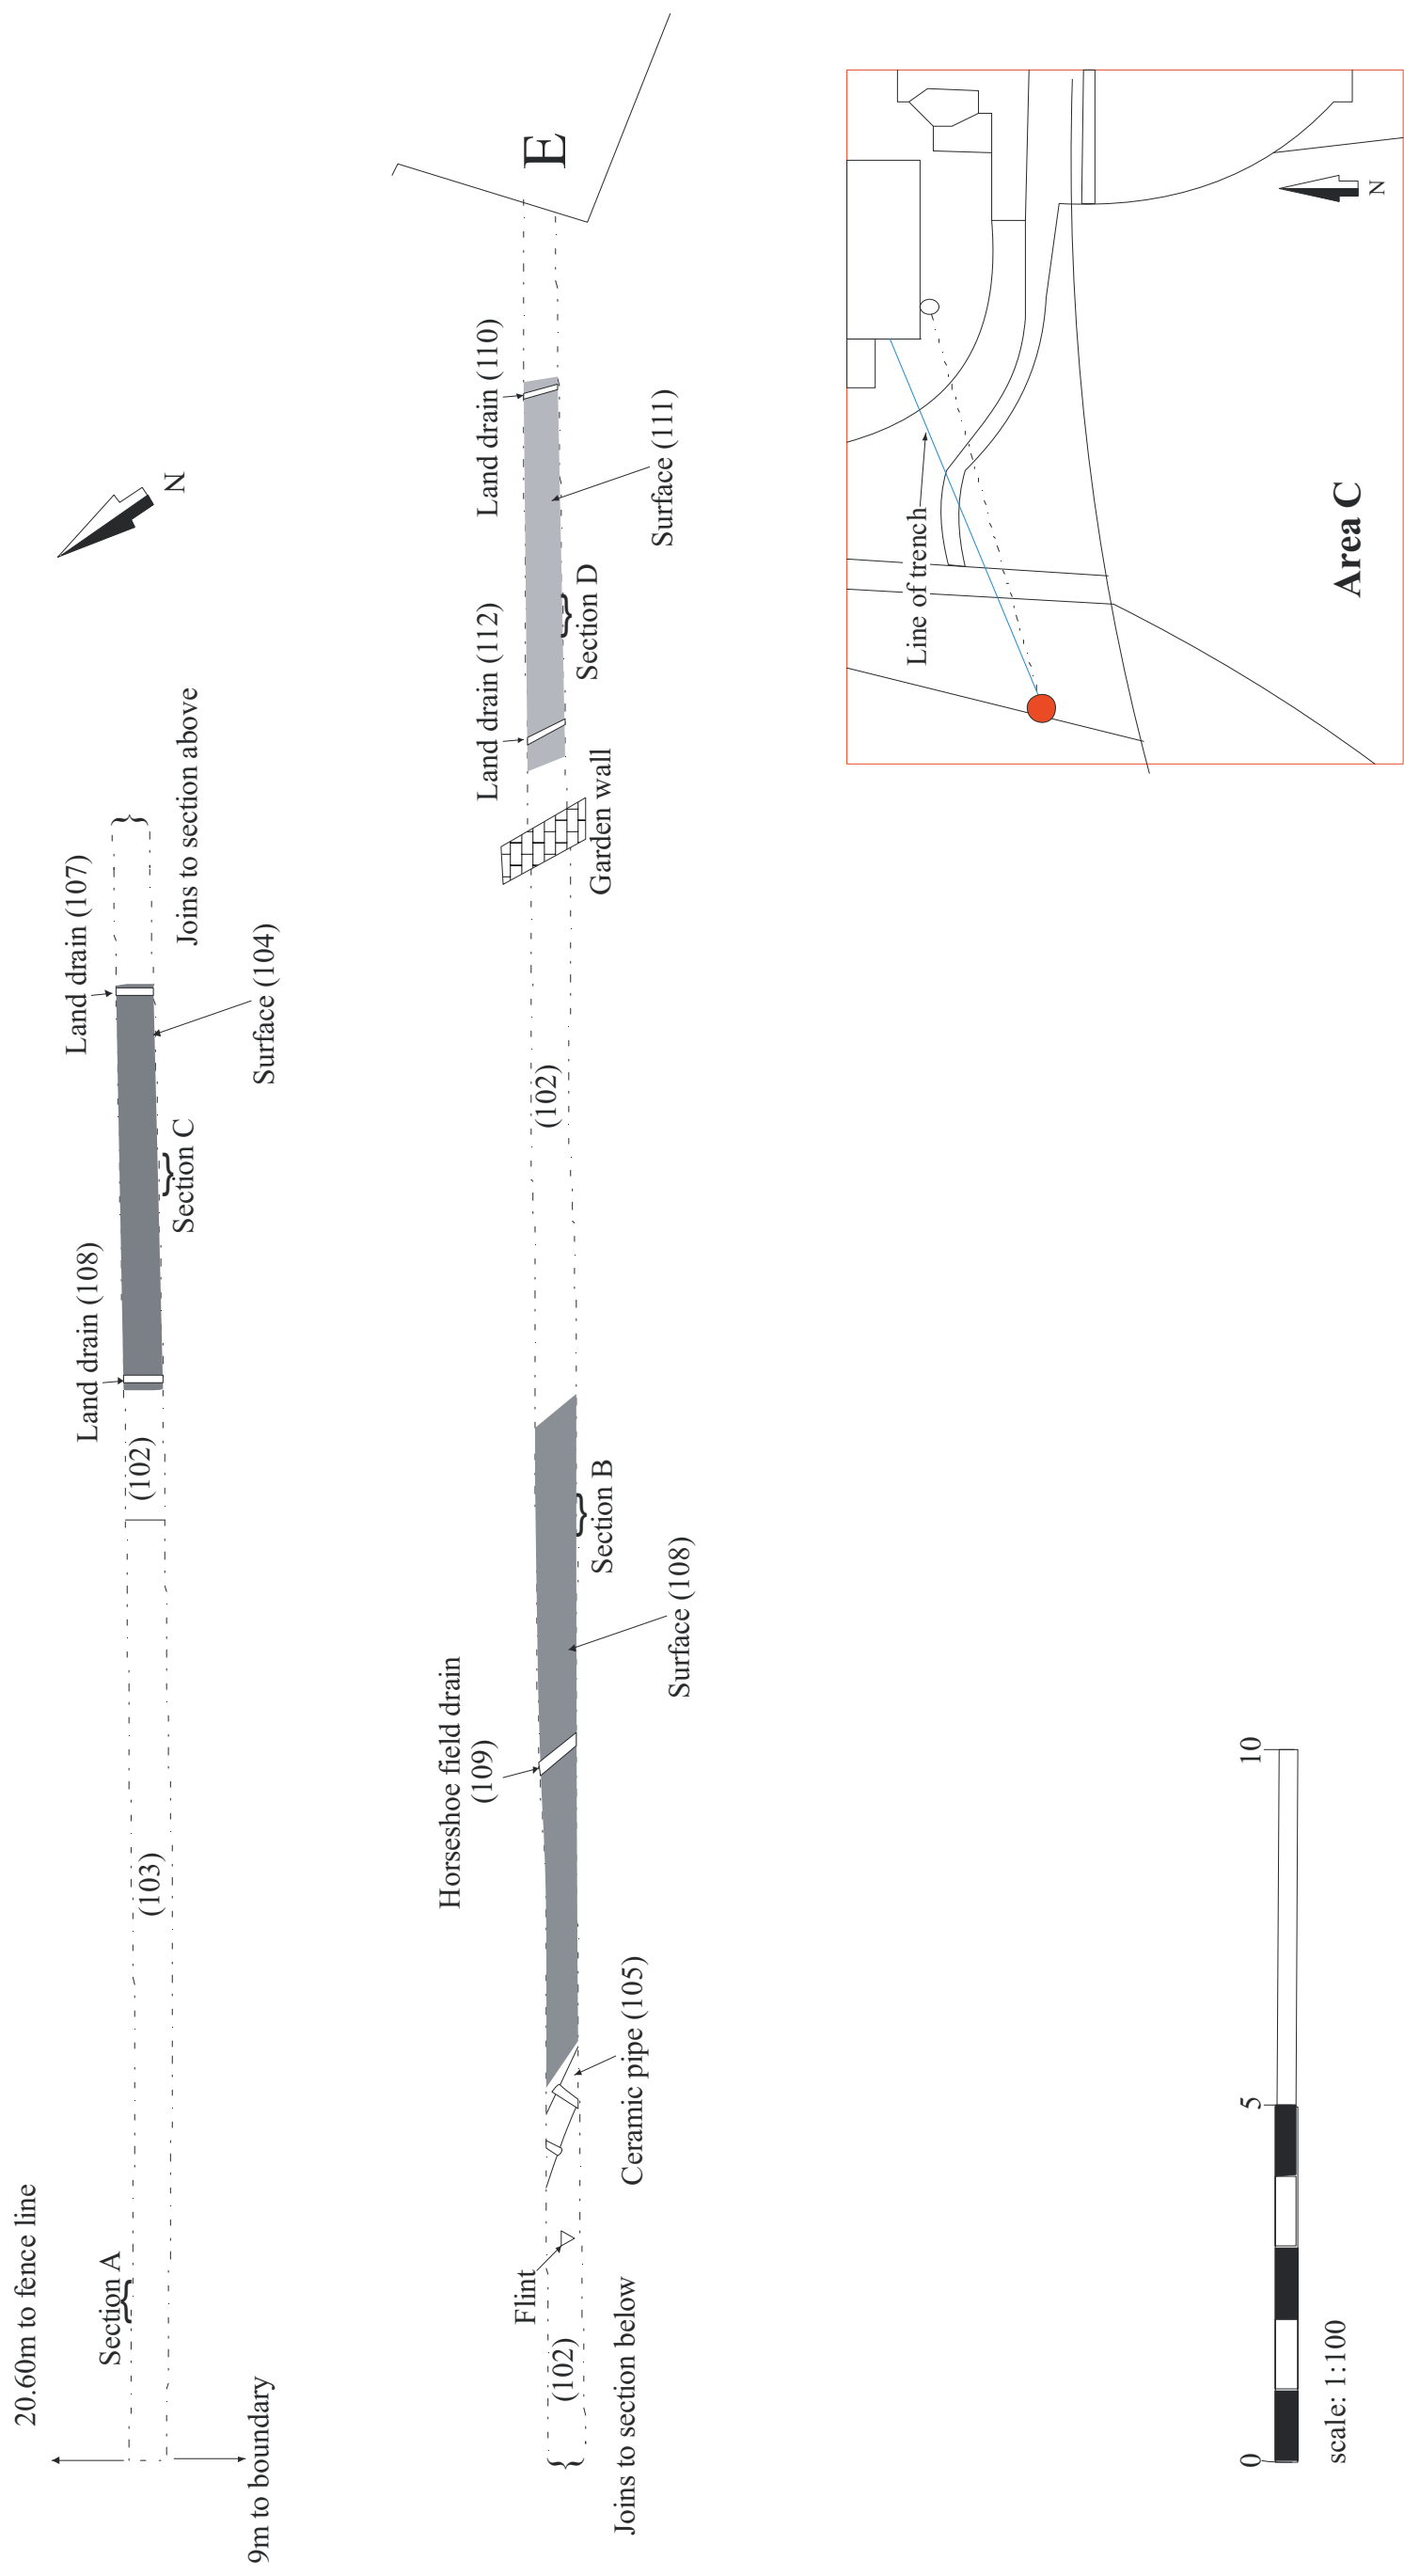 20.60m to fence line
Section A
9m to boundary
(103)
(102)
Land drain (108)
Section C
Land drain (107)
Surface (104)
Joins to section above
N
Joins to section below
(102)
Flint
Ceramic pipe (105)
Horseshoe field drain
(109)
Surface (108)
Section B
(102)
Garden wall
Land drain (112)
Section D
Surface (111)
Land drain (110)
E
Line of trench
N
Area C
0
5
10
scale: 1:100